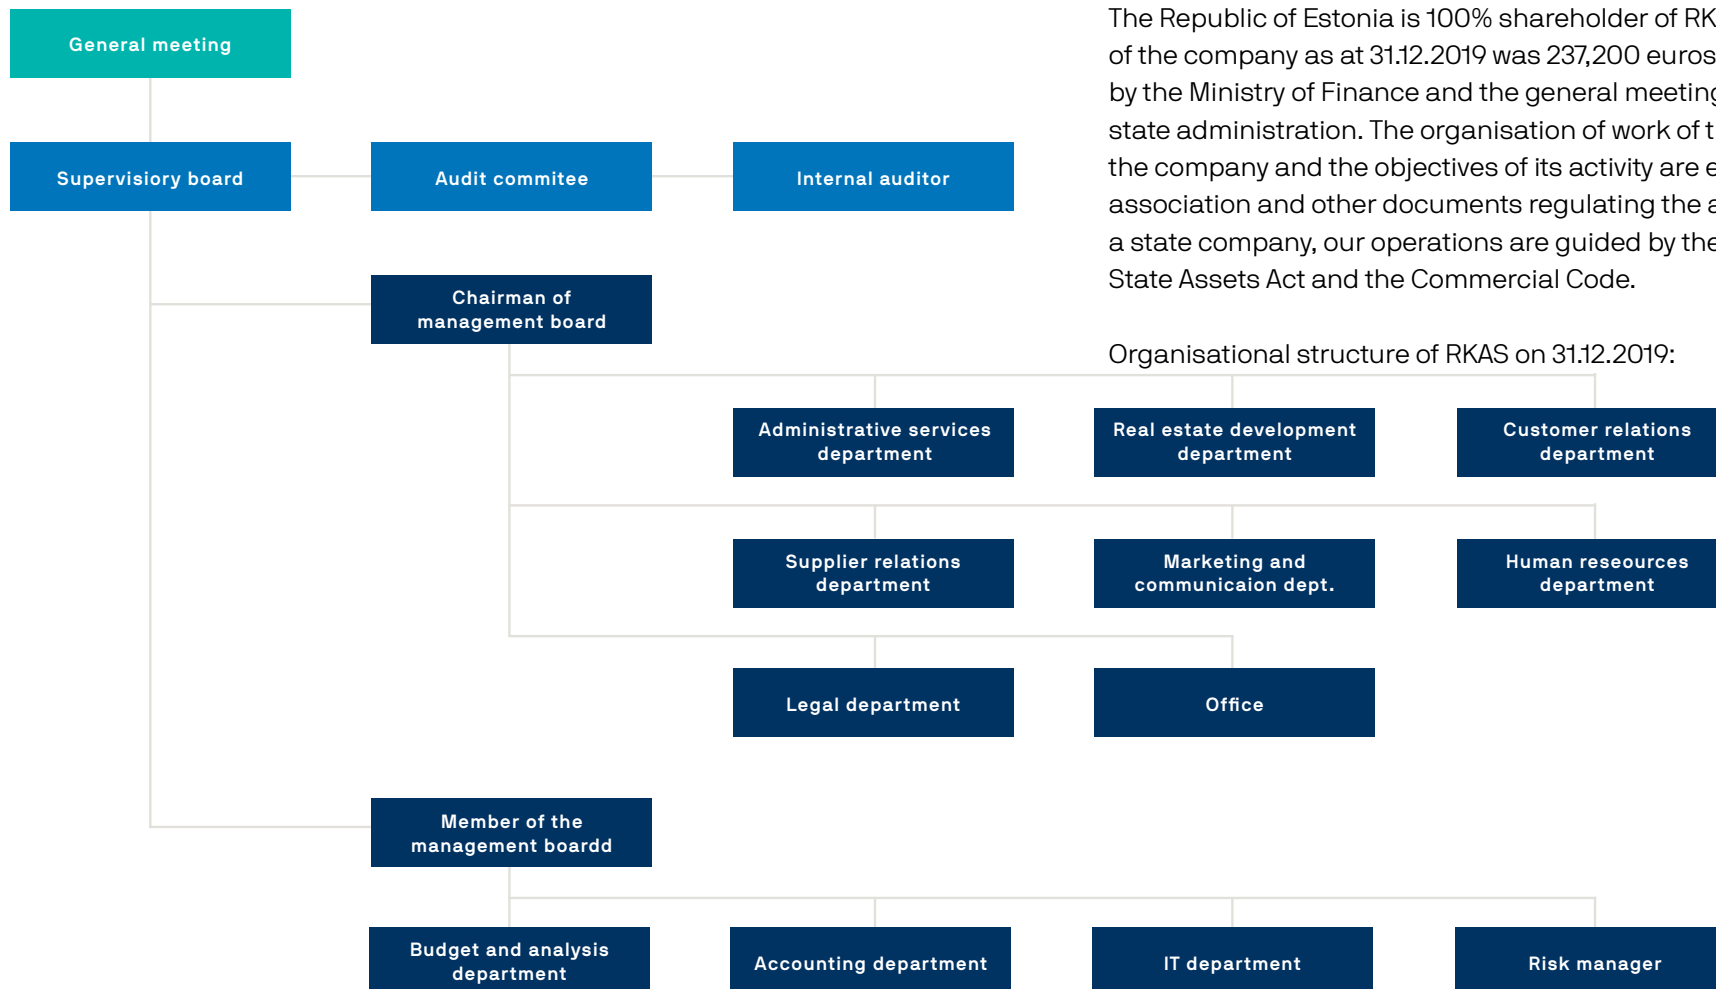 General meeting
Supervisiory board
Audit commitee
Internal auditor
The Republic of Estonia is 100% shareholder of RK
of the company as at 31.12.2019 was 237,200 euros
by the Ministry of Finance and the general meeting
state administration. The organisation of work of t
the company and the objectives of its activity are e
association and other documents regulating the a
a state company, our operations are guided by the
State Assets Act and the Commercial Code.
Organisational structure of RKAS on 31.12.2019:
Chairman of
management board
Administrative services
department
Real estate development
department
Customer relations
department
Supplier relations
department
Marketing and
communicaion dept.
Human reseources
department
Legal department
Office
Member of the
management boardd
Budget and analysis
department
Accounting department
IT department
Risk manager